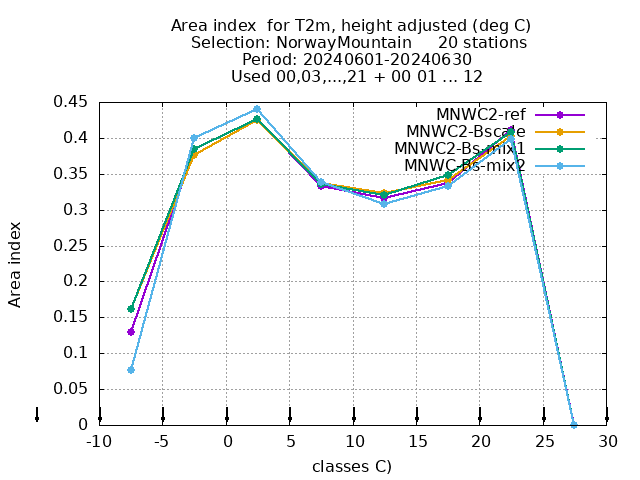 Area index  for T2m, height adjusted (deg C)
Selection: NorwayMountain     20 stations
Period: 20240601-20240630
Used 00,03,...,21 + 00 01 ... 12
MNWC2-ref
MNWC2-Bscale
MNWC2-Bs-mix1
MNWC-Bs-mix2
0.45
0.4
0.35
0.3
0.25
0.2
0.15
0.1
0.05
0
Area index
-10 -5 0 5 10 15 20 25 30
classes C)